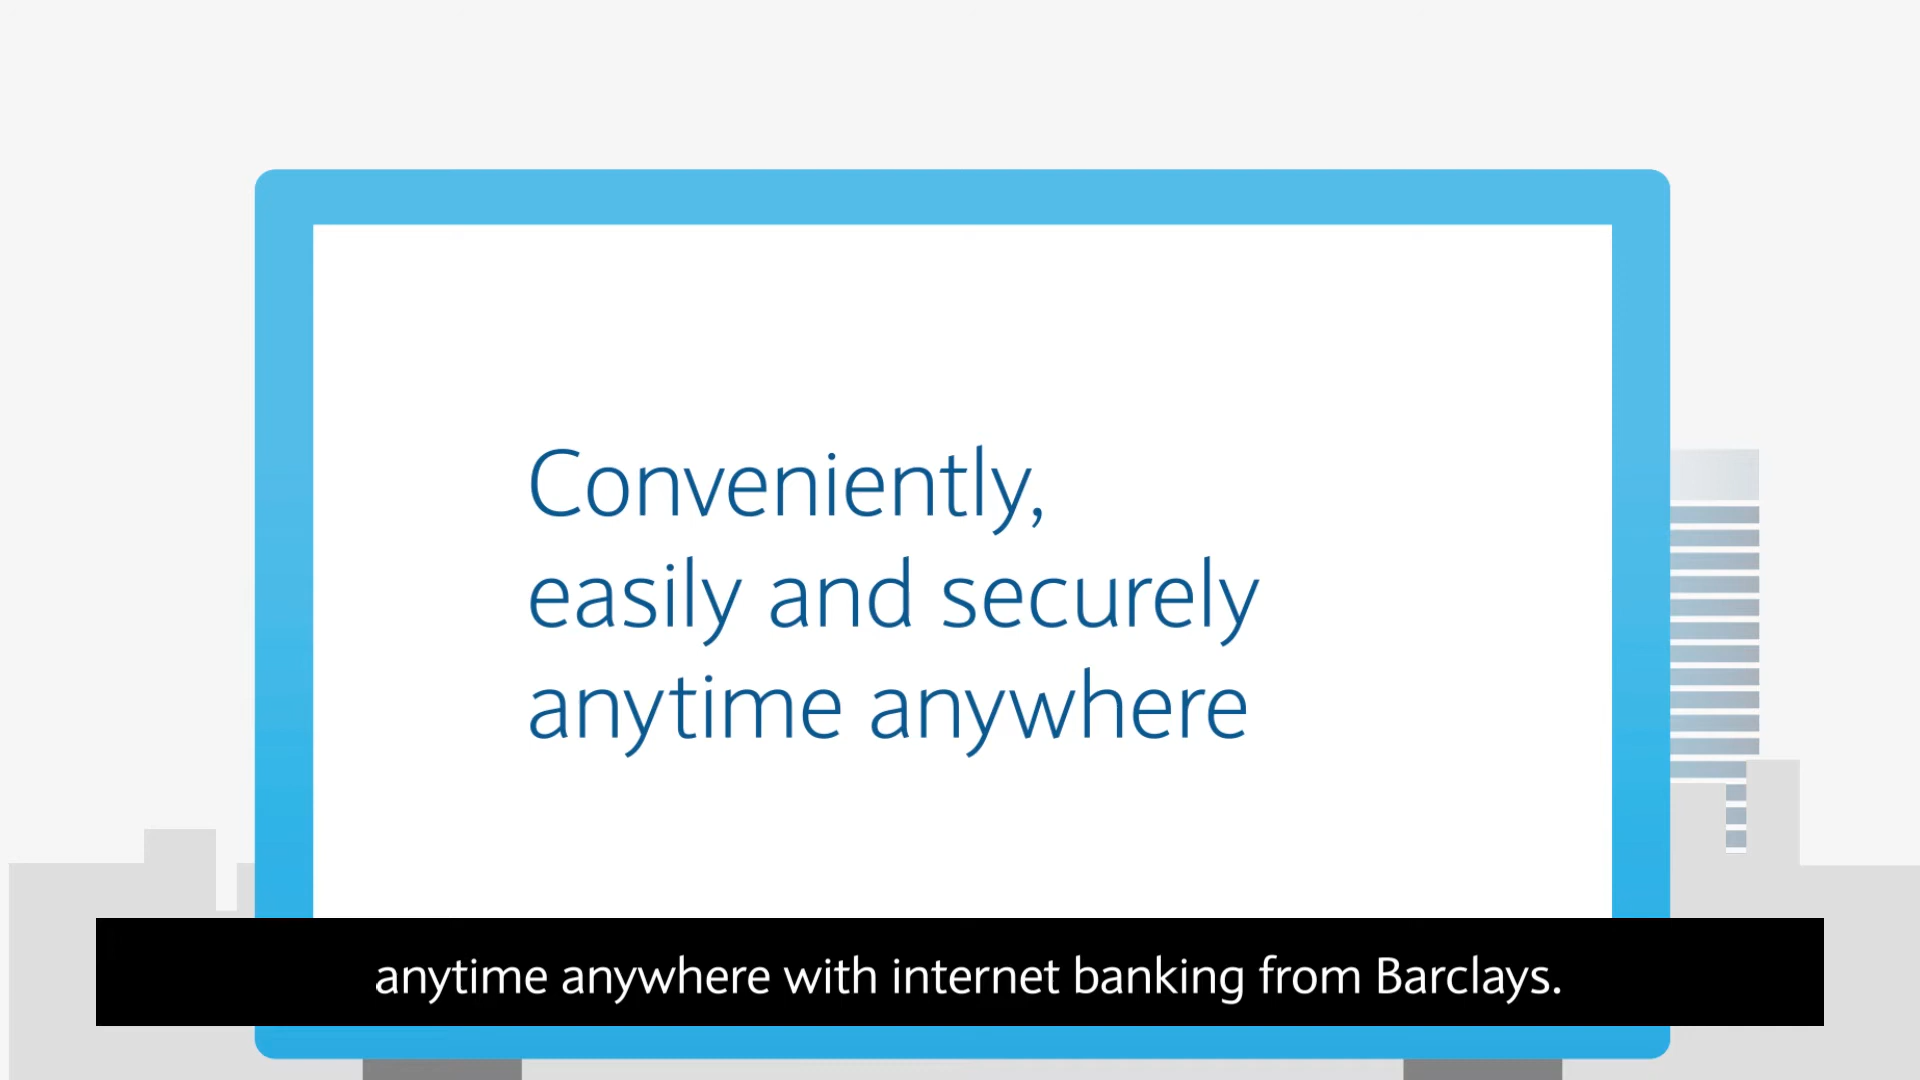 Conveniently,
easily and securely
anytime anywhere
anytime anywhere with internet banking from Barclays.